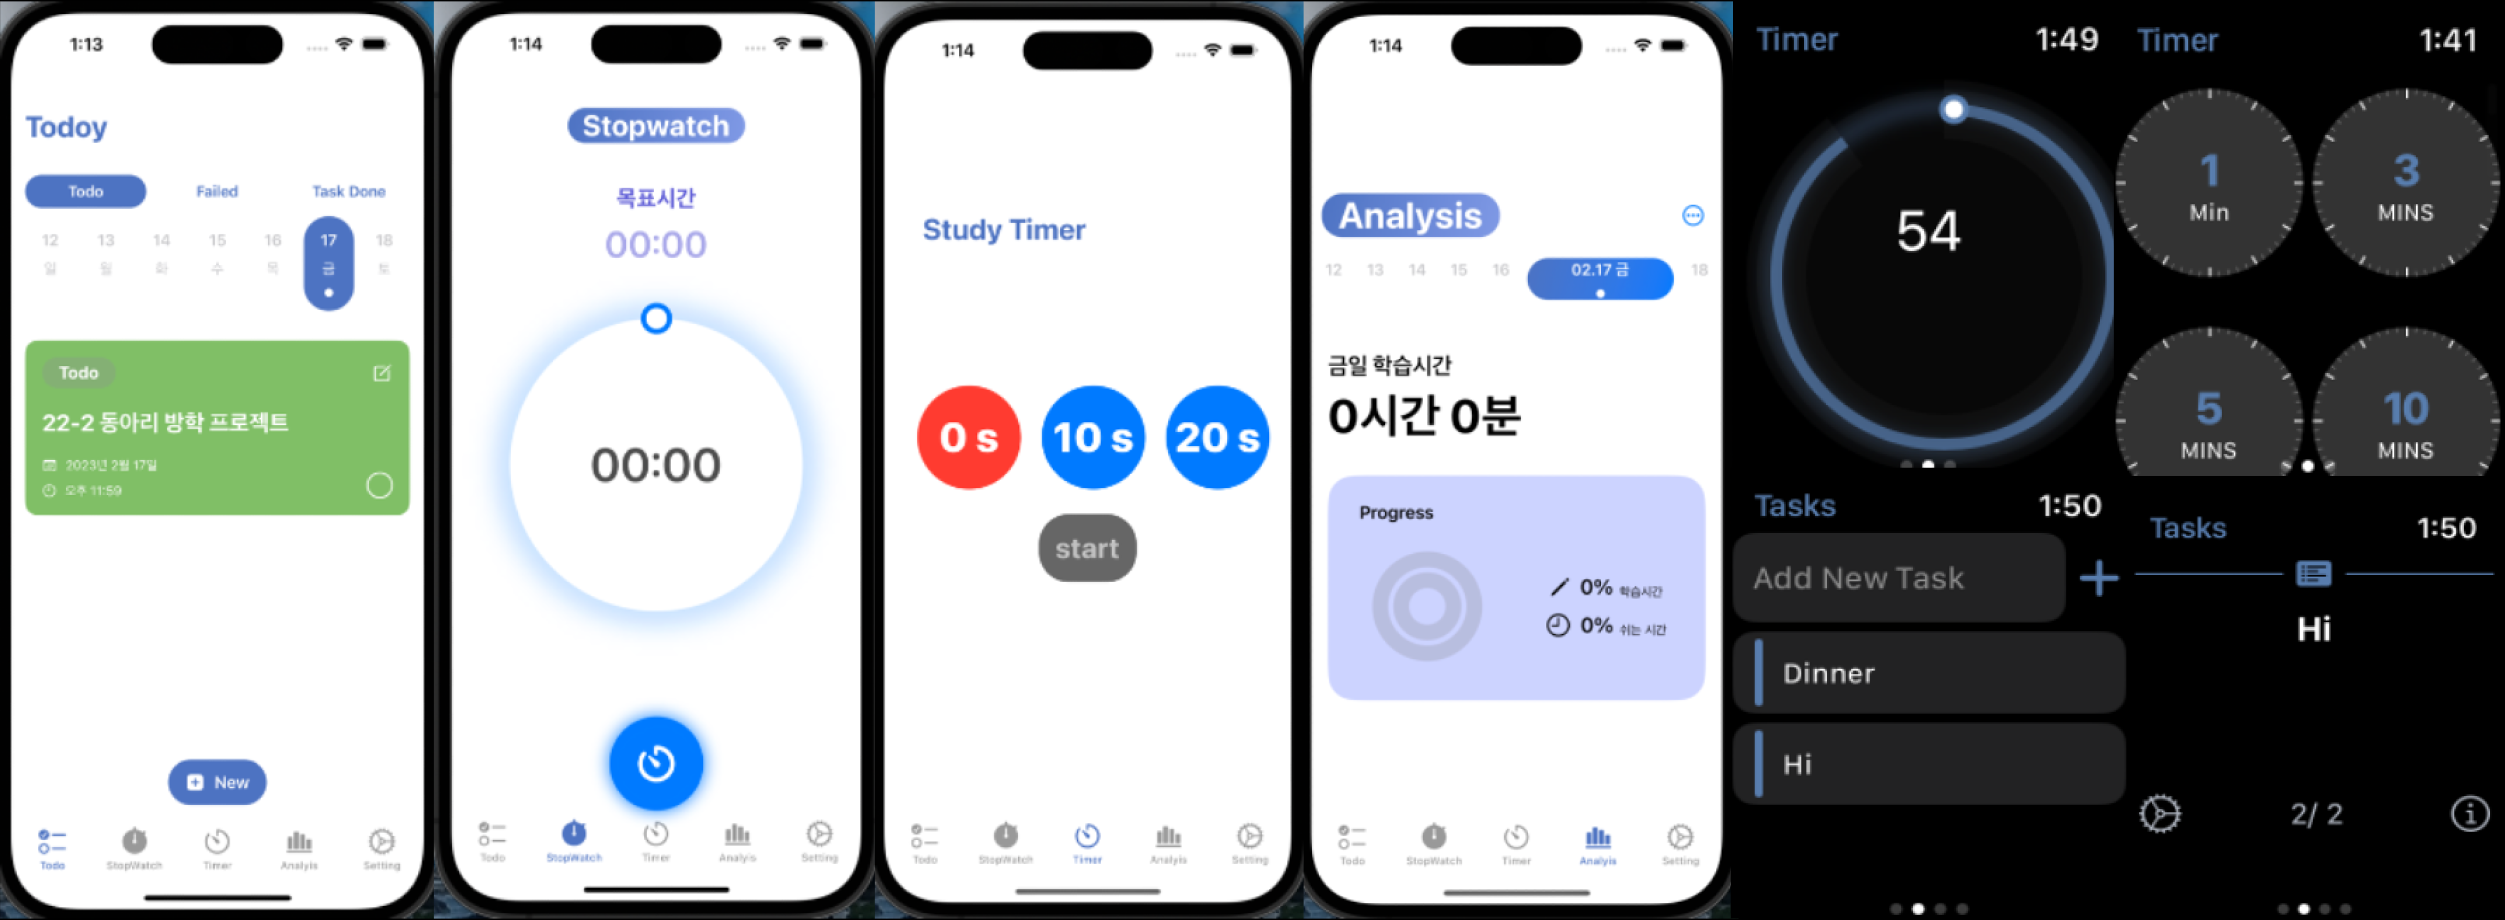 1:13
Todoy
Todo Failed Task Done
12 13 14 15 16 17 18
일 월 화 수 목 금 토
Todo
22-2 동아리 방학 프로젝트
2023년 2월 17일
오후 11:59
New
Todo StopWatch Timer Analyis Setting
1:14
Stopwatch
목표시간
00:00
00:00
Todo StopWatch Timer Analyis Setting
1:14
Study Timer
0 s 10 s 20 s
start
Todo StopWatch Timer Analyis Setting
1:14
Analysis
12 13 14 15 16 02.17 금 18
금일 학습시간
0시간 0분
Progress
0% 학습시간
0% 쉬는 시간
Todo StopWatch Timer Analyis Setting
Timer 1:49
54
Timer 1:41
1 Min
3 MINS
5 MINS
10 MINS
Tasks 1:50
Add New Task
Dinner
Hi
Tasks 1:50
Hi
2/ 2